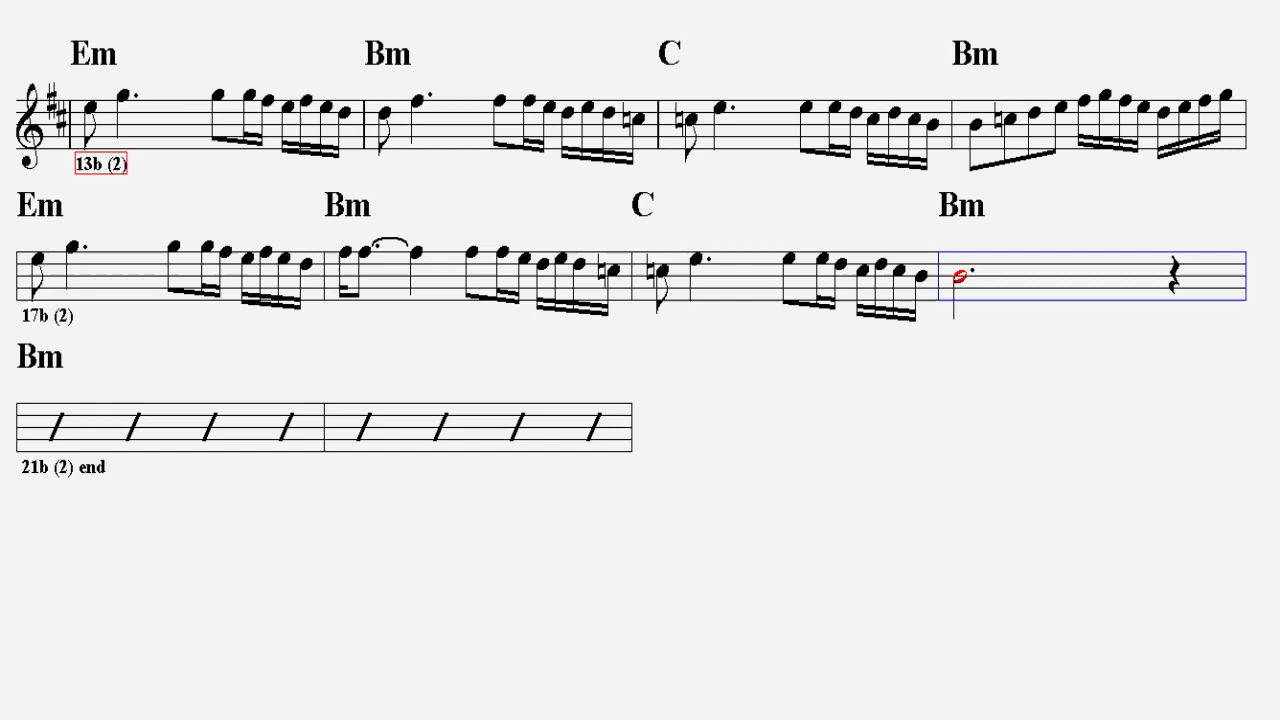 Em Bm C Bm
13b (2)
Em Bm C Bm
17b (2)
Bm
21b (2) end